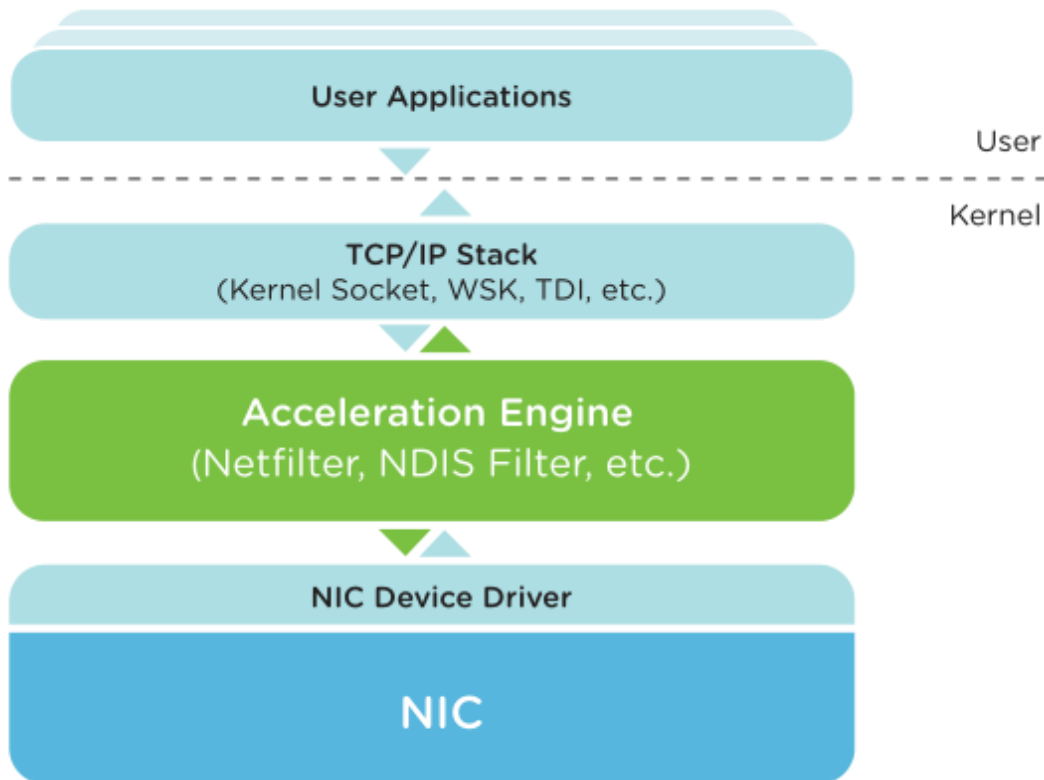 User Applications
User
Kernel
TCP/IP Stack
(Kernel Socket, WSK, TDI, etc.)
Acceleration Engine
(Netfilter, NDIS Filter, etc.)
NIC Device Driver
NIC